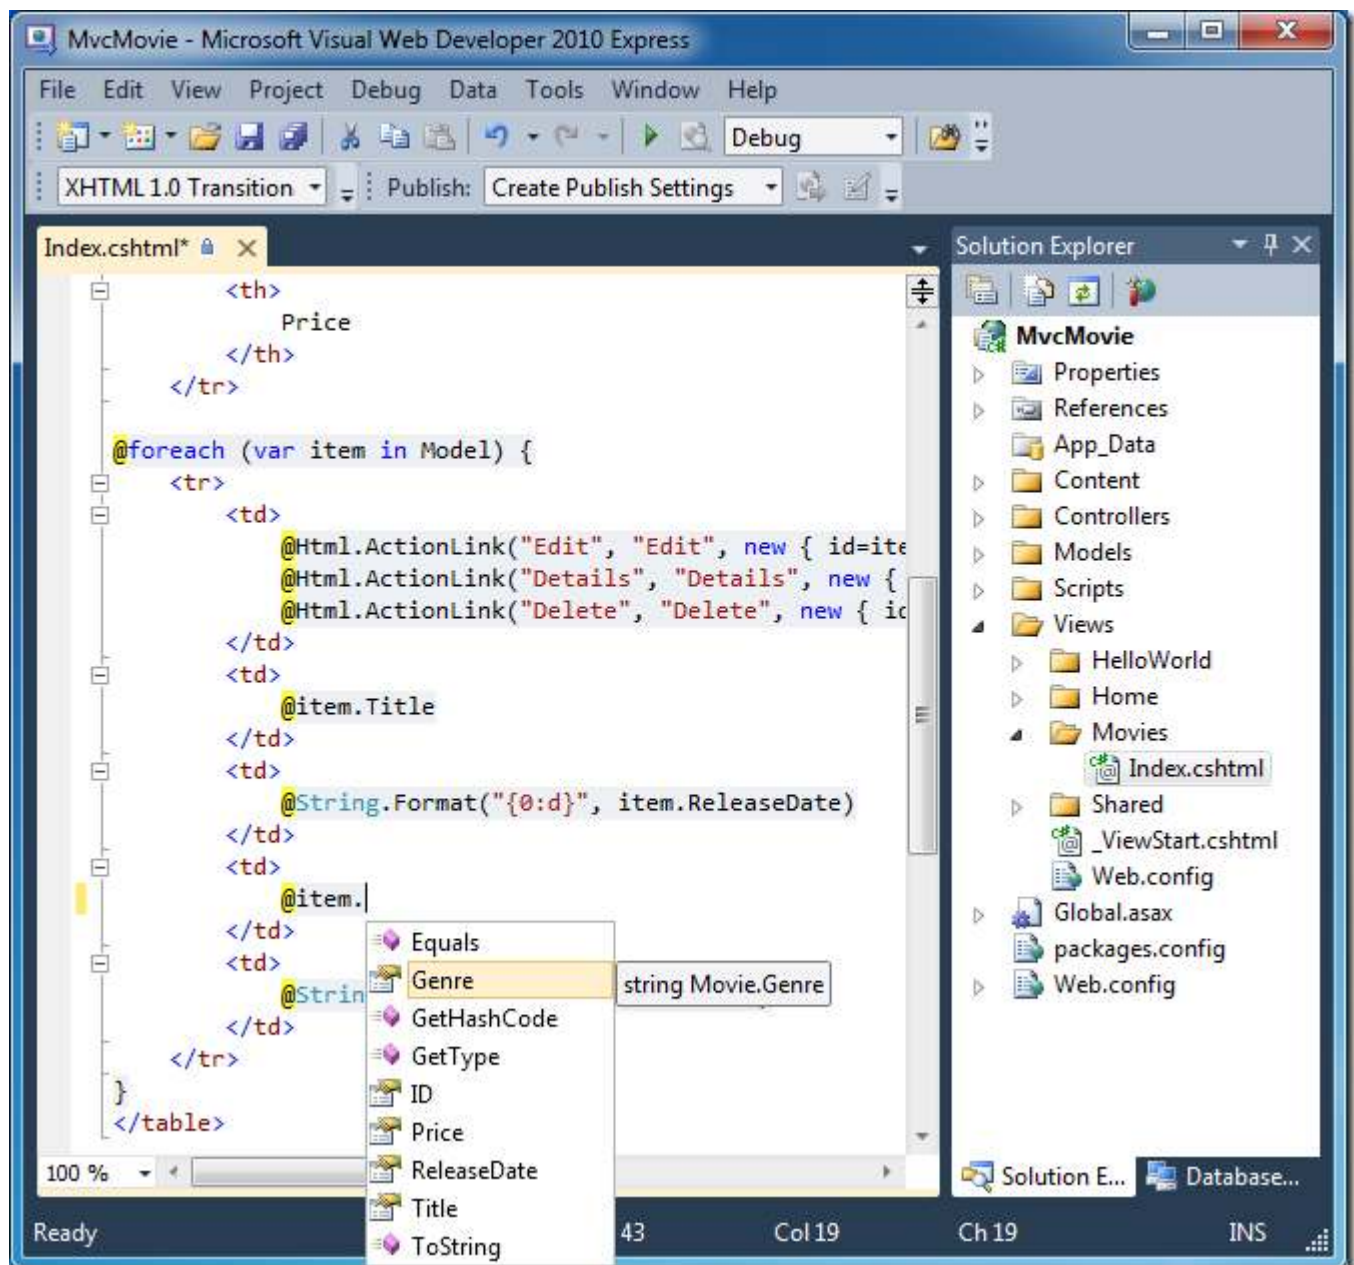 MvcMovie - Microsoft Visual Web Developer 2010 Express
File Edit View Project Debug Data Tools Window Help
Debug
XHTML 1.0 Transition Publish: Create Publish Settings
Index.cshtml*
<th>
Price
</th>
</tr>
@foreach (var item in Model) {
<tr>
<td>
@Html.ActionLink("Edit", "Edit", new { id=ite
@Html.ActionLink("Details", "Details", new {
@Html.ActionLink("Delete", "Delete", new { id
</td>
<td>
@item.Title
</td>
<td>
@String.Format("{0:d}", item.ReleaseDate)
</td>
<td>
@item.
</td>
<td>
@Strin
</td>
</tr>
}
</table>
Equals
Genre
string Movie.Genre
GetHashCode
GetType
ID
Price
ReleaseDate
Title
ToString
100 %
Solution Explorer
MvcMovie
Properties
References
App_Data
Content
Controllers
Models
Scripts
Views
HelloWorld
Home
Movies
Index.cshtml
Shared
_ViewStart.cshtml
Web.config
Global.asax
packages.config
Web.config
Solution E... Database...
Ready 43 Col 19 Ch 19 INS